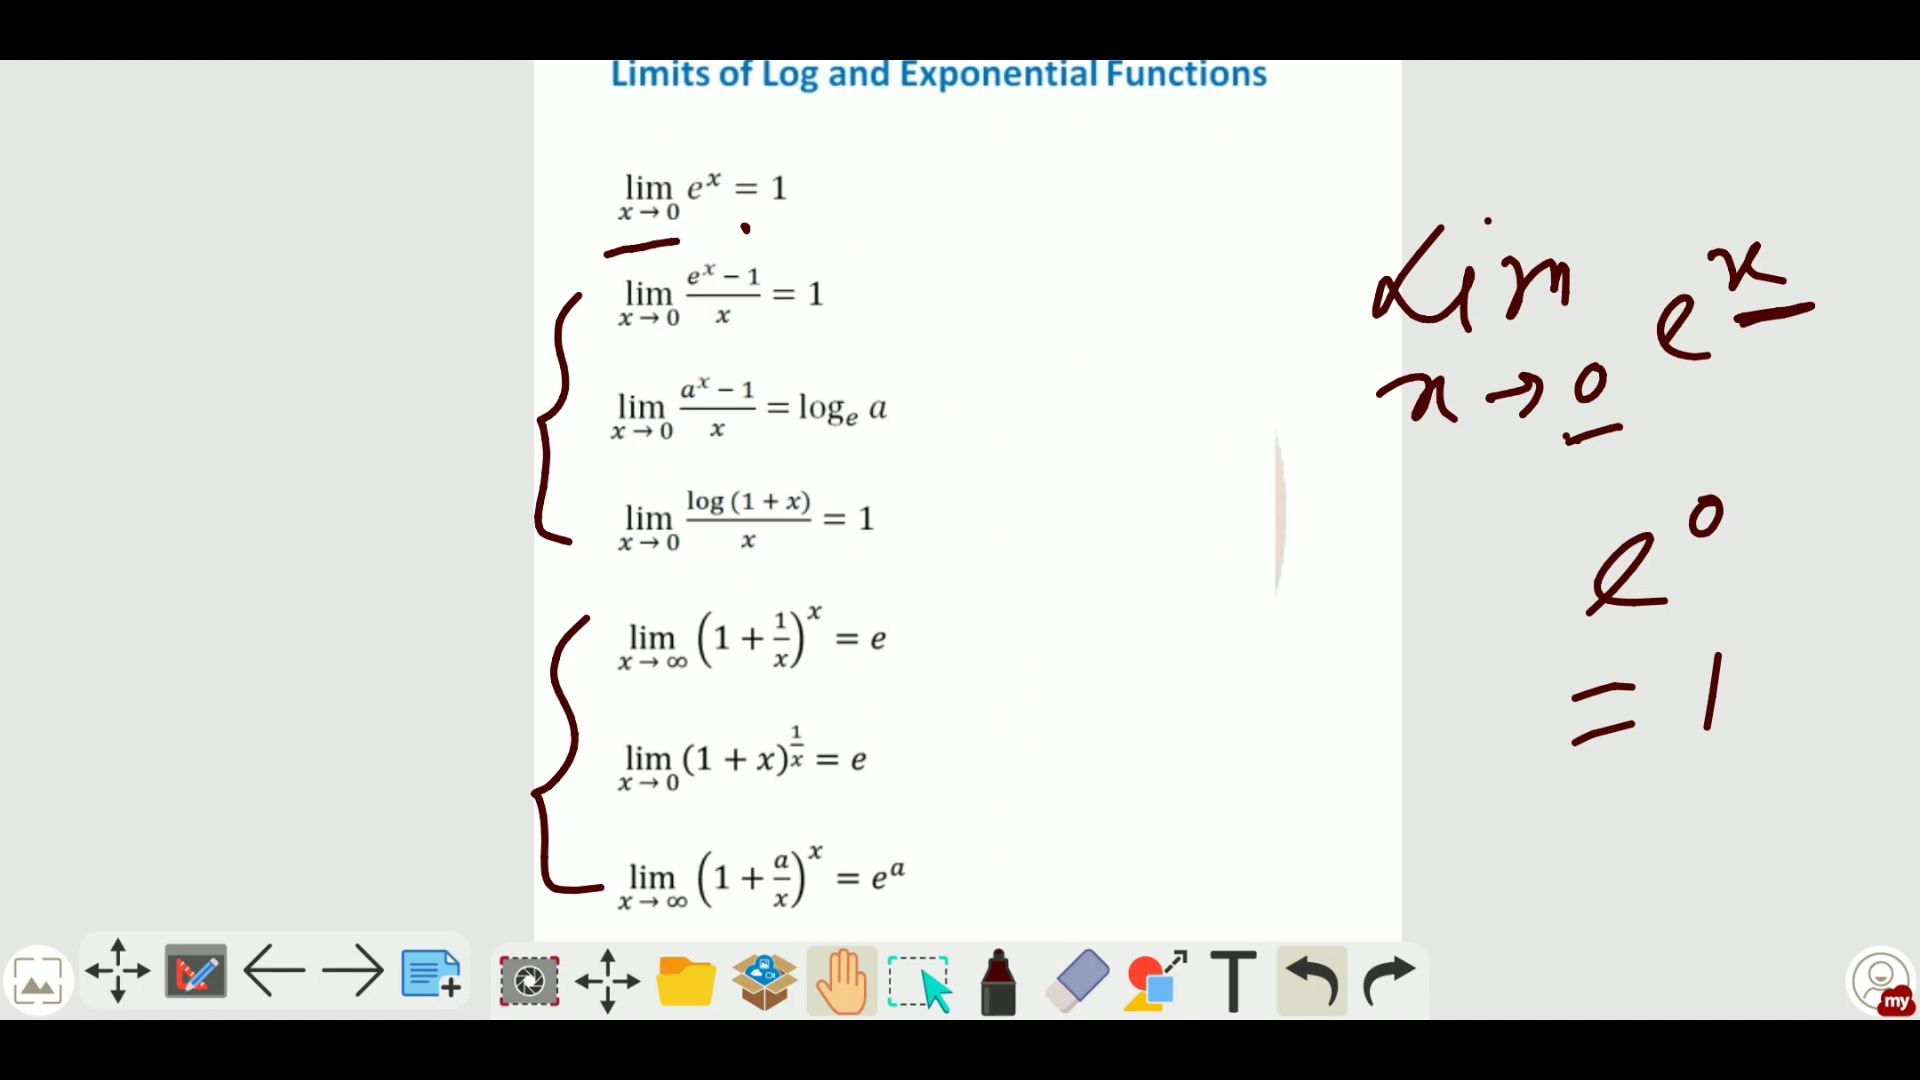 Limits of Log and Exponential Functions
lim x→0 e^x = 1
lim x→0 (e^x − 1)/x = 1
lim x→0 (a^x − 1)/x = log_e a
lim x→0 log (1 + x)/x = 1
lim x→∞ (1 + 1/x)^x = e
lim x→0 (1 + x)^(1/x) = e
lim x→∞ (1 + a/x)^x = e^a
Lim e^x
x → 0
e^0
= 1
T
my